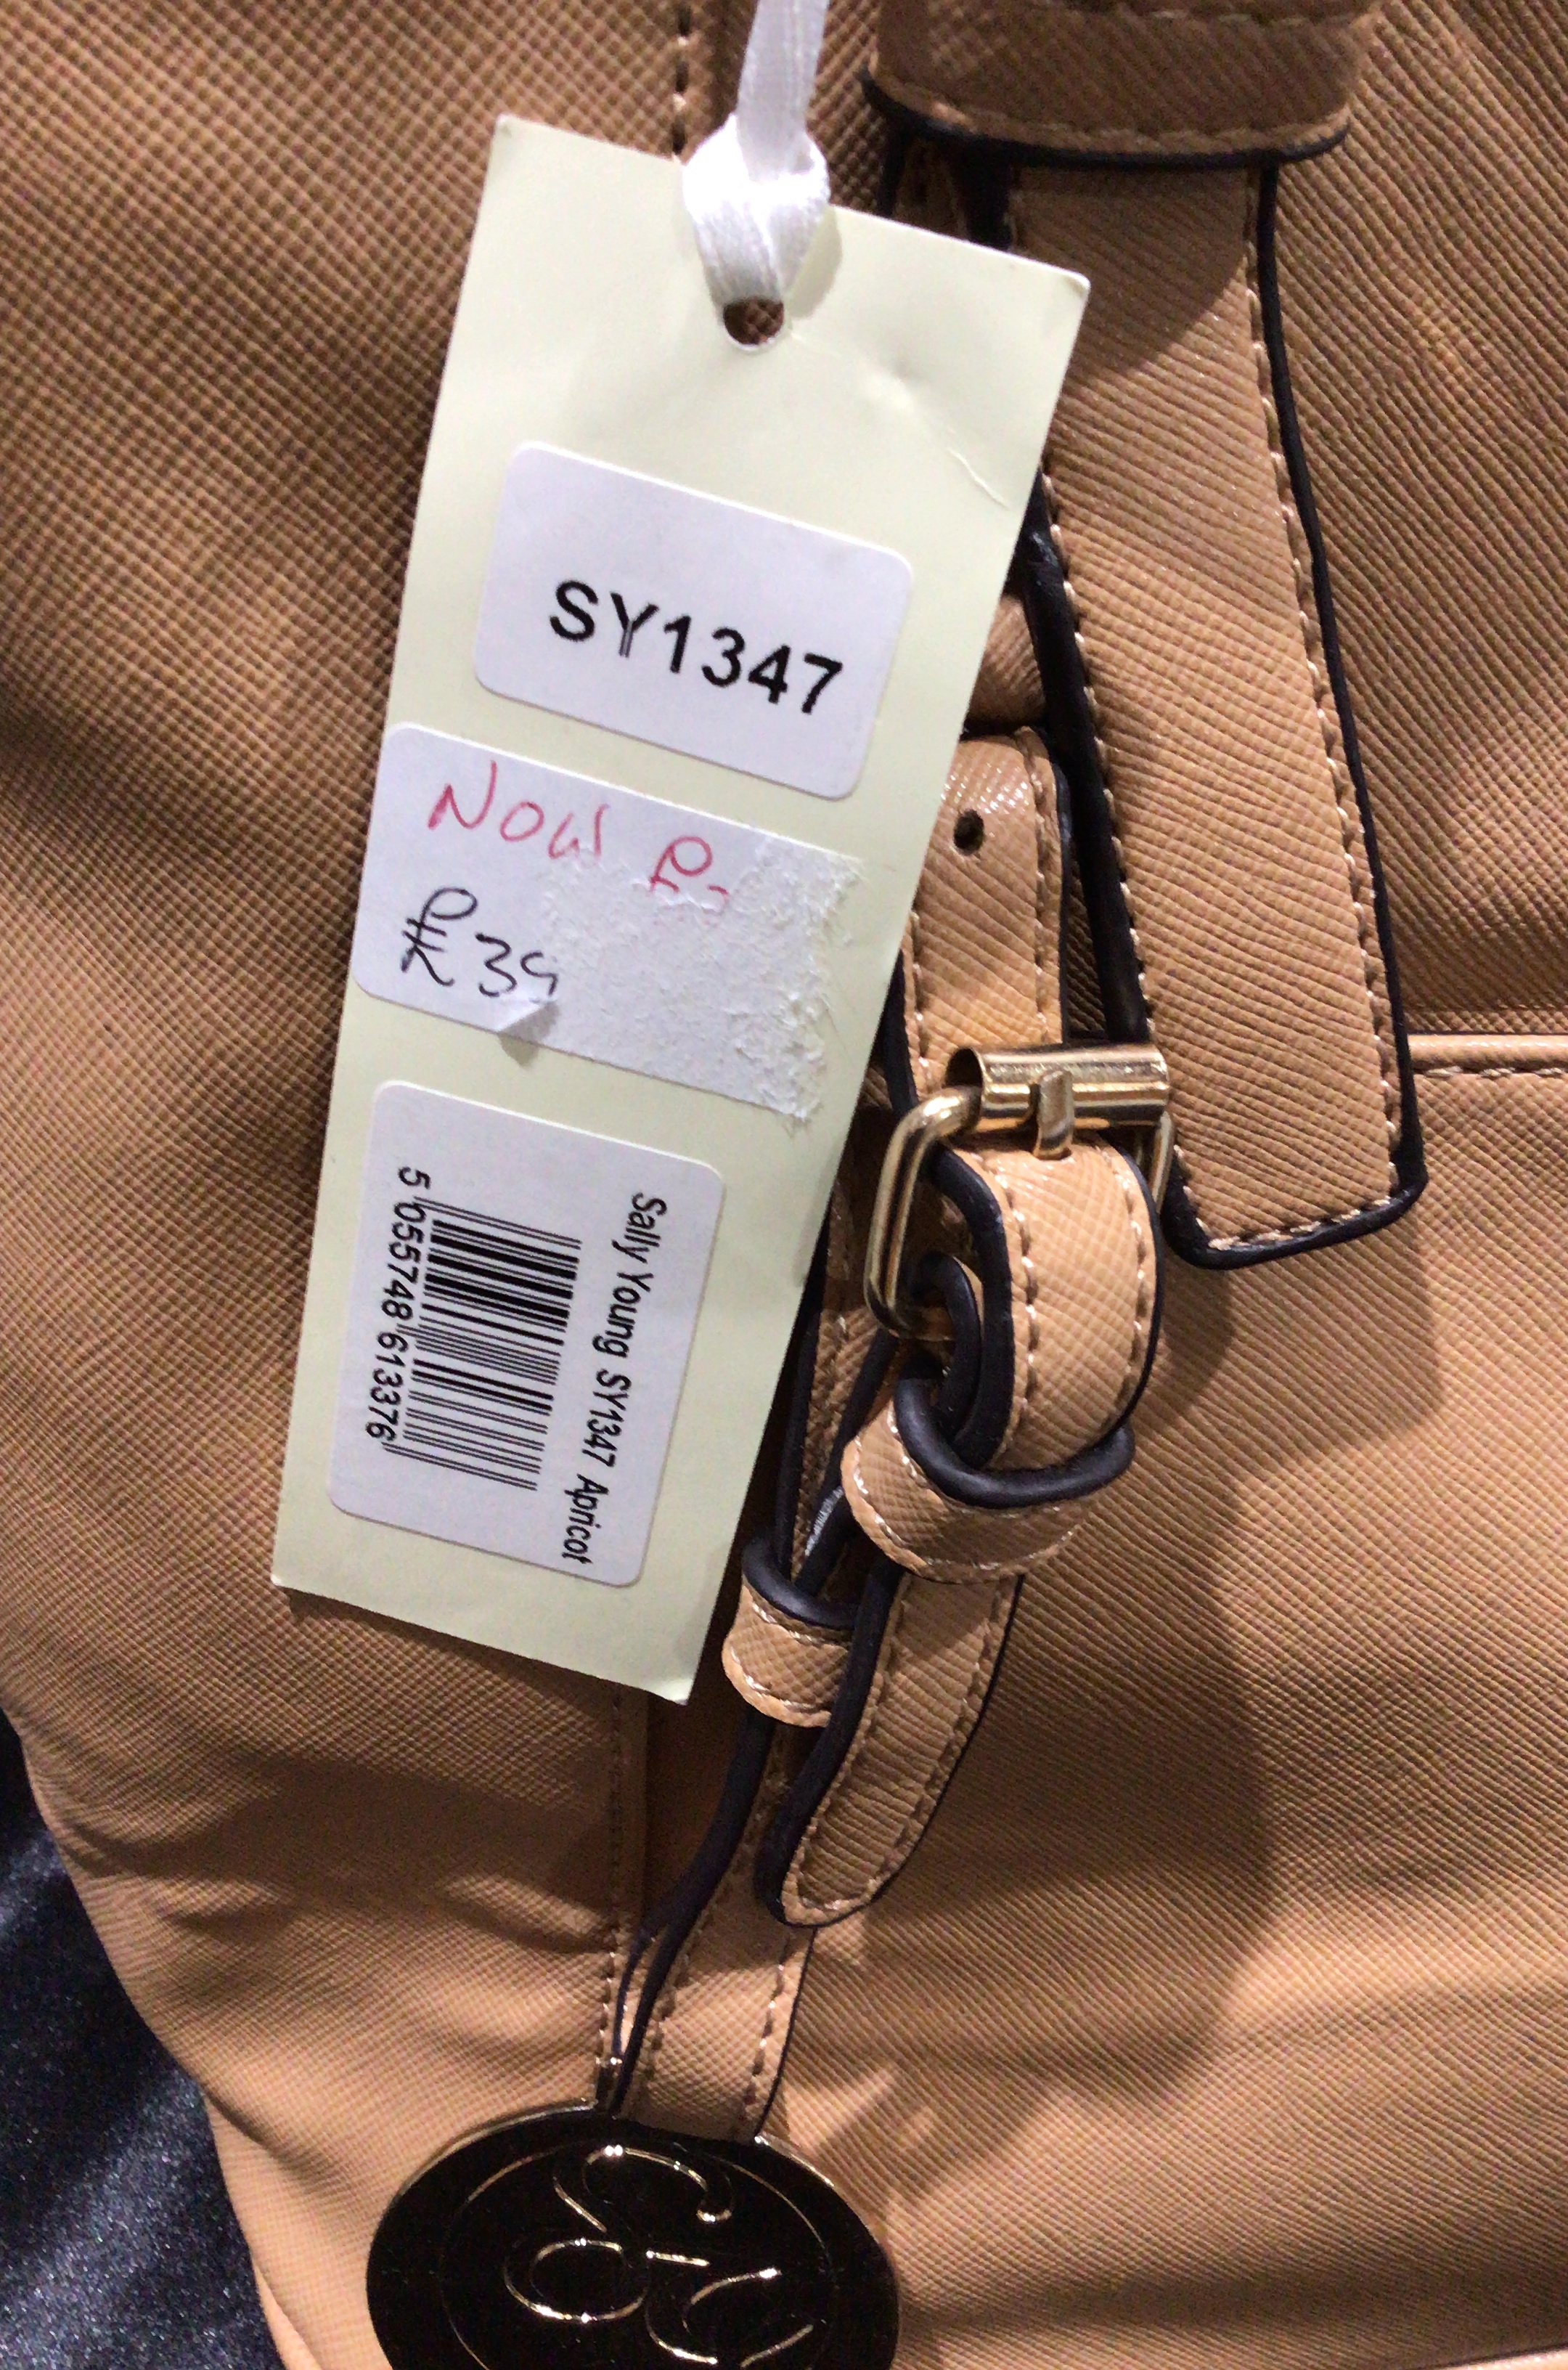 SY1347
NOW £
£39
Sally Young SY1347 Apricot
5 055748 613376